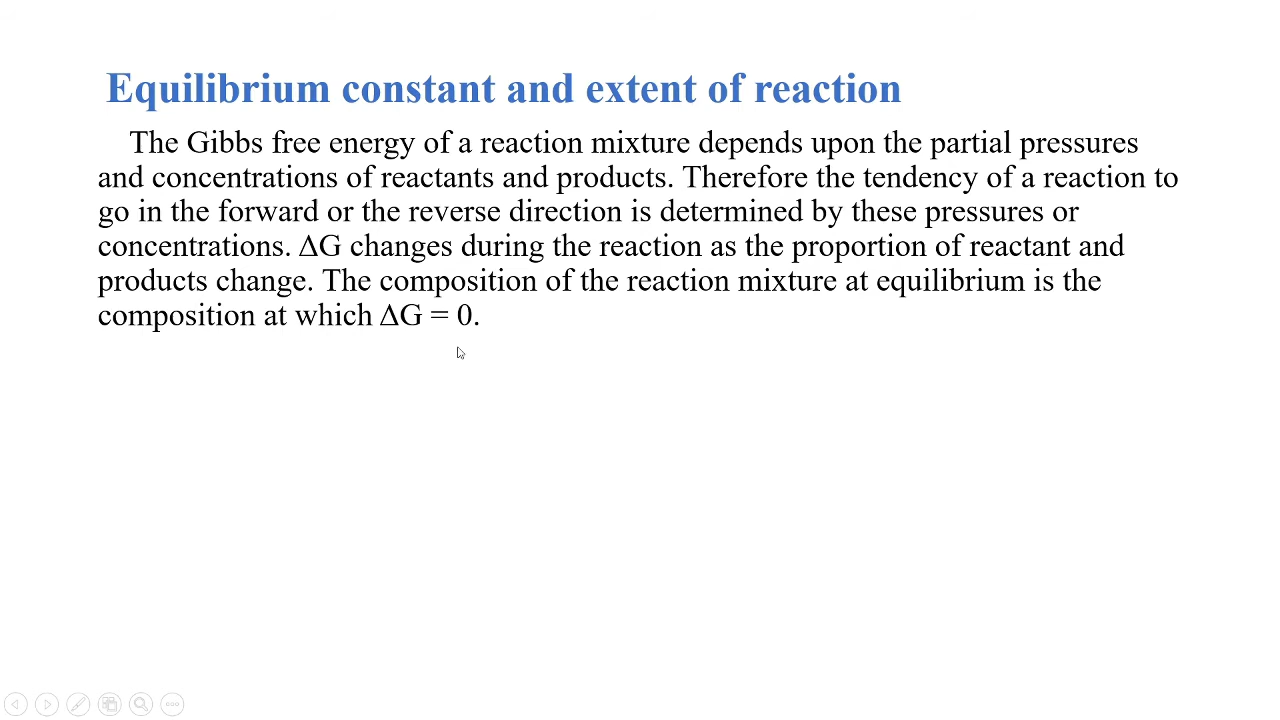 Equilibrium constant and extent of reaction
The Gibbs free energy of a reaction mixture depends upon the partial pressures
and concentrations of reactants and products. Therefore the tendency of a reaction to
go in the forward or the reverse direction is determined by these pressures or
concentrations. ΔG changes during the reaction as the proportion of reactant and
products change. The composition of the reaction mixture at equilibrium is the
composition at which ΔG = 0.